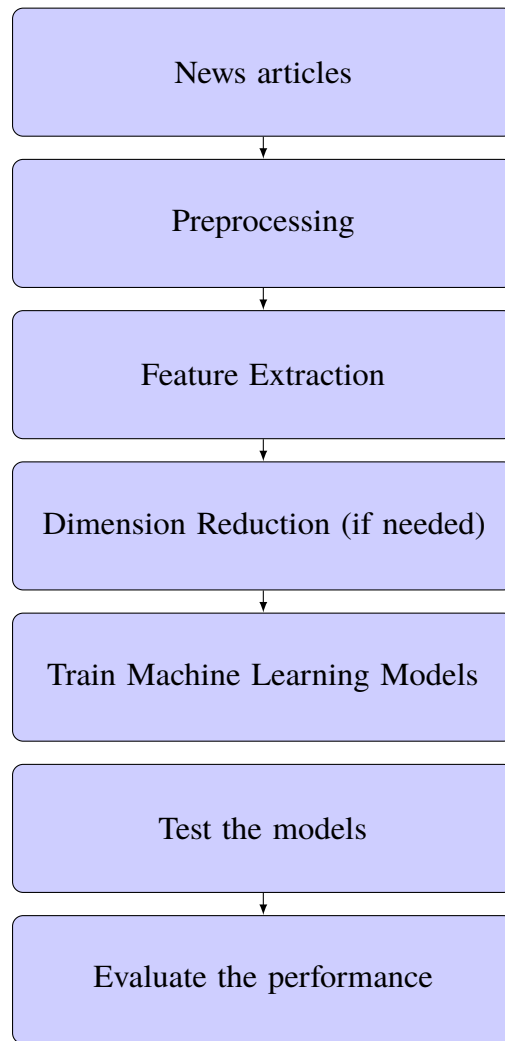 News articles
Preprocessing
Feature Extraction
Dimension Reduction (if needed)
Train Machine Learning Models
Test the models
Evaluate the performance